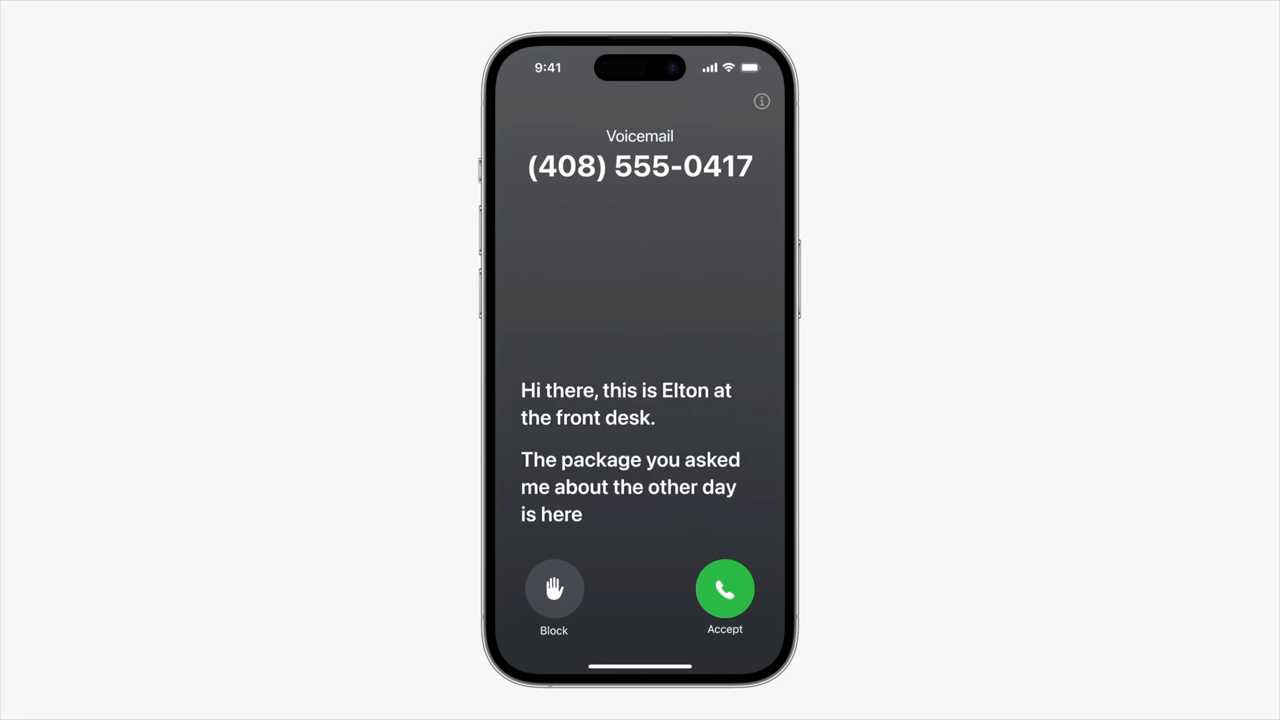 9:41
Voicemail
(408) 555-0417
Hi there, this is Elton at
the front desk.
The package you asked
me about the other day
is here
Block
Accept